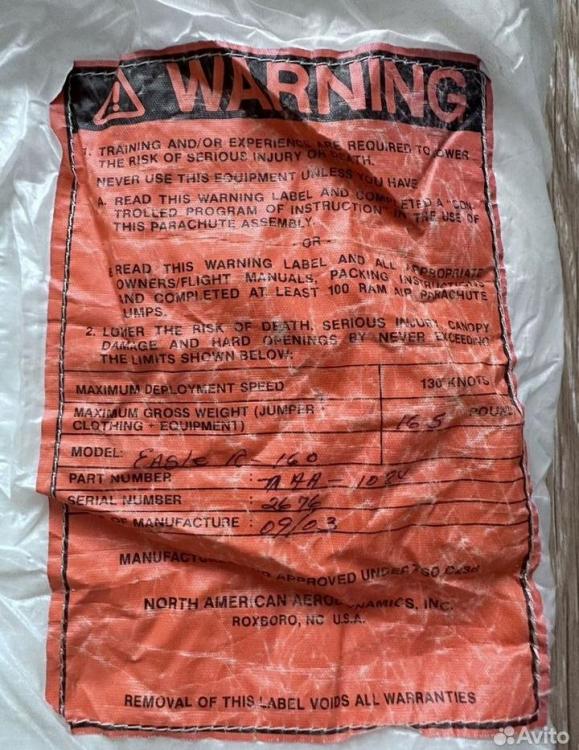 WARNING
1. TRAINING AND/OR EXPERIENCE ARE REQUIRED TO LOWER
THE RISK OF SERIOUS INJURY OR DEATH.
NEVER USE THIS EQUIPMENT UNLESS YOU HAVE
A. READ THIS WARNING LABEL AND COMPLETED A "CON-
TROLLED PROGRAM OF INSTRUCTION" IN THE USE OF
THIS PARACHUTE ASSEMBLY.
- OR -
READ THIS WARNING LABEL AND ALL APPROPRIATE
OWNERS/FLIGHT MANUALS, PACKING INSTRUCTIONS
AND COMPLETED AT LEAST 100 RAM AIR PARACHUTE
JUMPS.
2. LOWER THE RISK OF DEATH, SERIOUS INJURY, CANOPY
DAMAGE AND HARD OPENINGS BY NEVER EXCEEDING
THE LIMITS SHOWN BELOW:
MAXIMUM DEPLOYMENT SPEED 130 KNOTS
MAXIMUM GROSS WEIGHT (JUMPER + 165 POUND
CLOTHING + EQUIPMENT)
MODEL: EAGLE R-160
PART NUMBER :
SERIAL NUMBER : 2676
OF MANUFACTURE : 09/03
APPROVED UNDER
NORTH AMERICAN AERODYNAMICS, INC.
ROXBORO, NC U.S.A.
REMOVAL OF THIS LABEL VOIDS ALL WARRANTIES
Avito